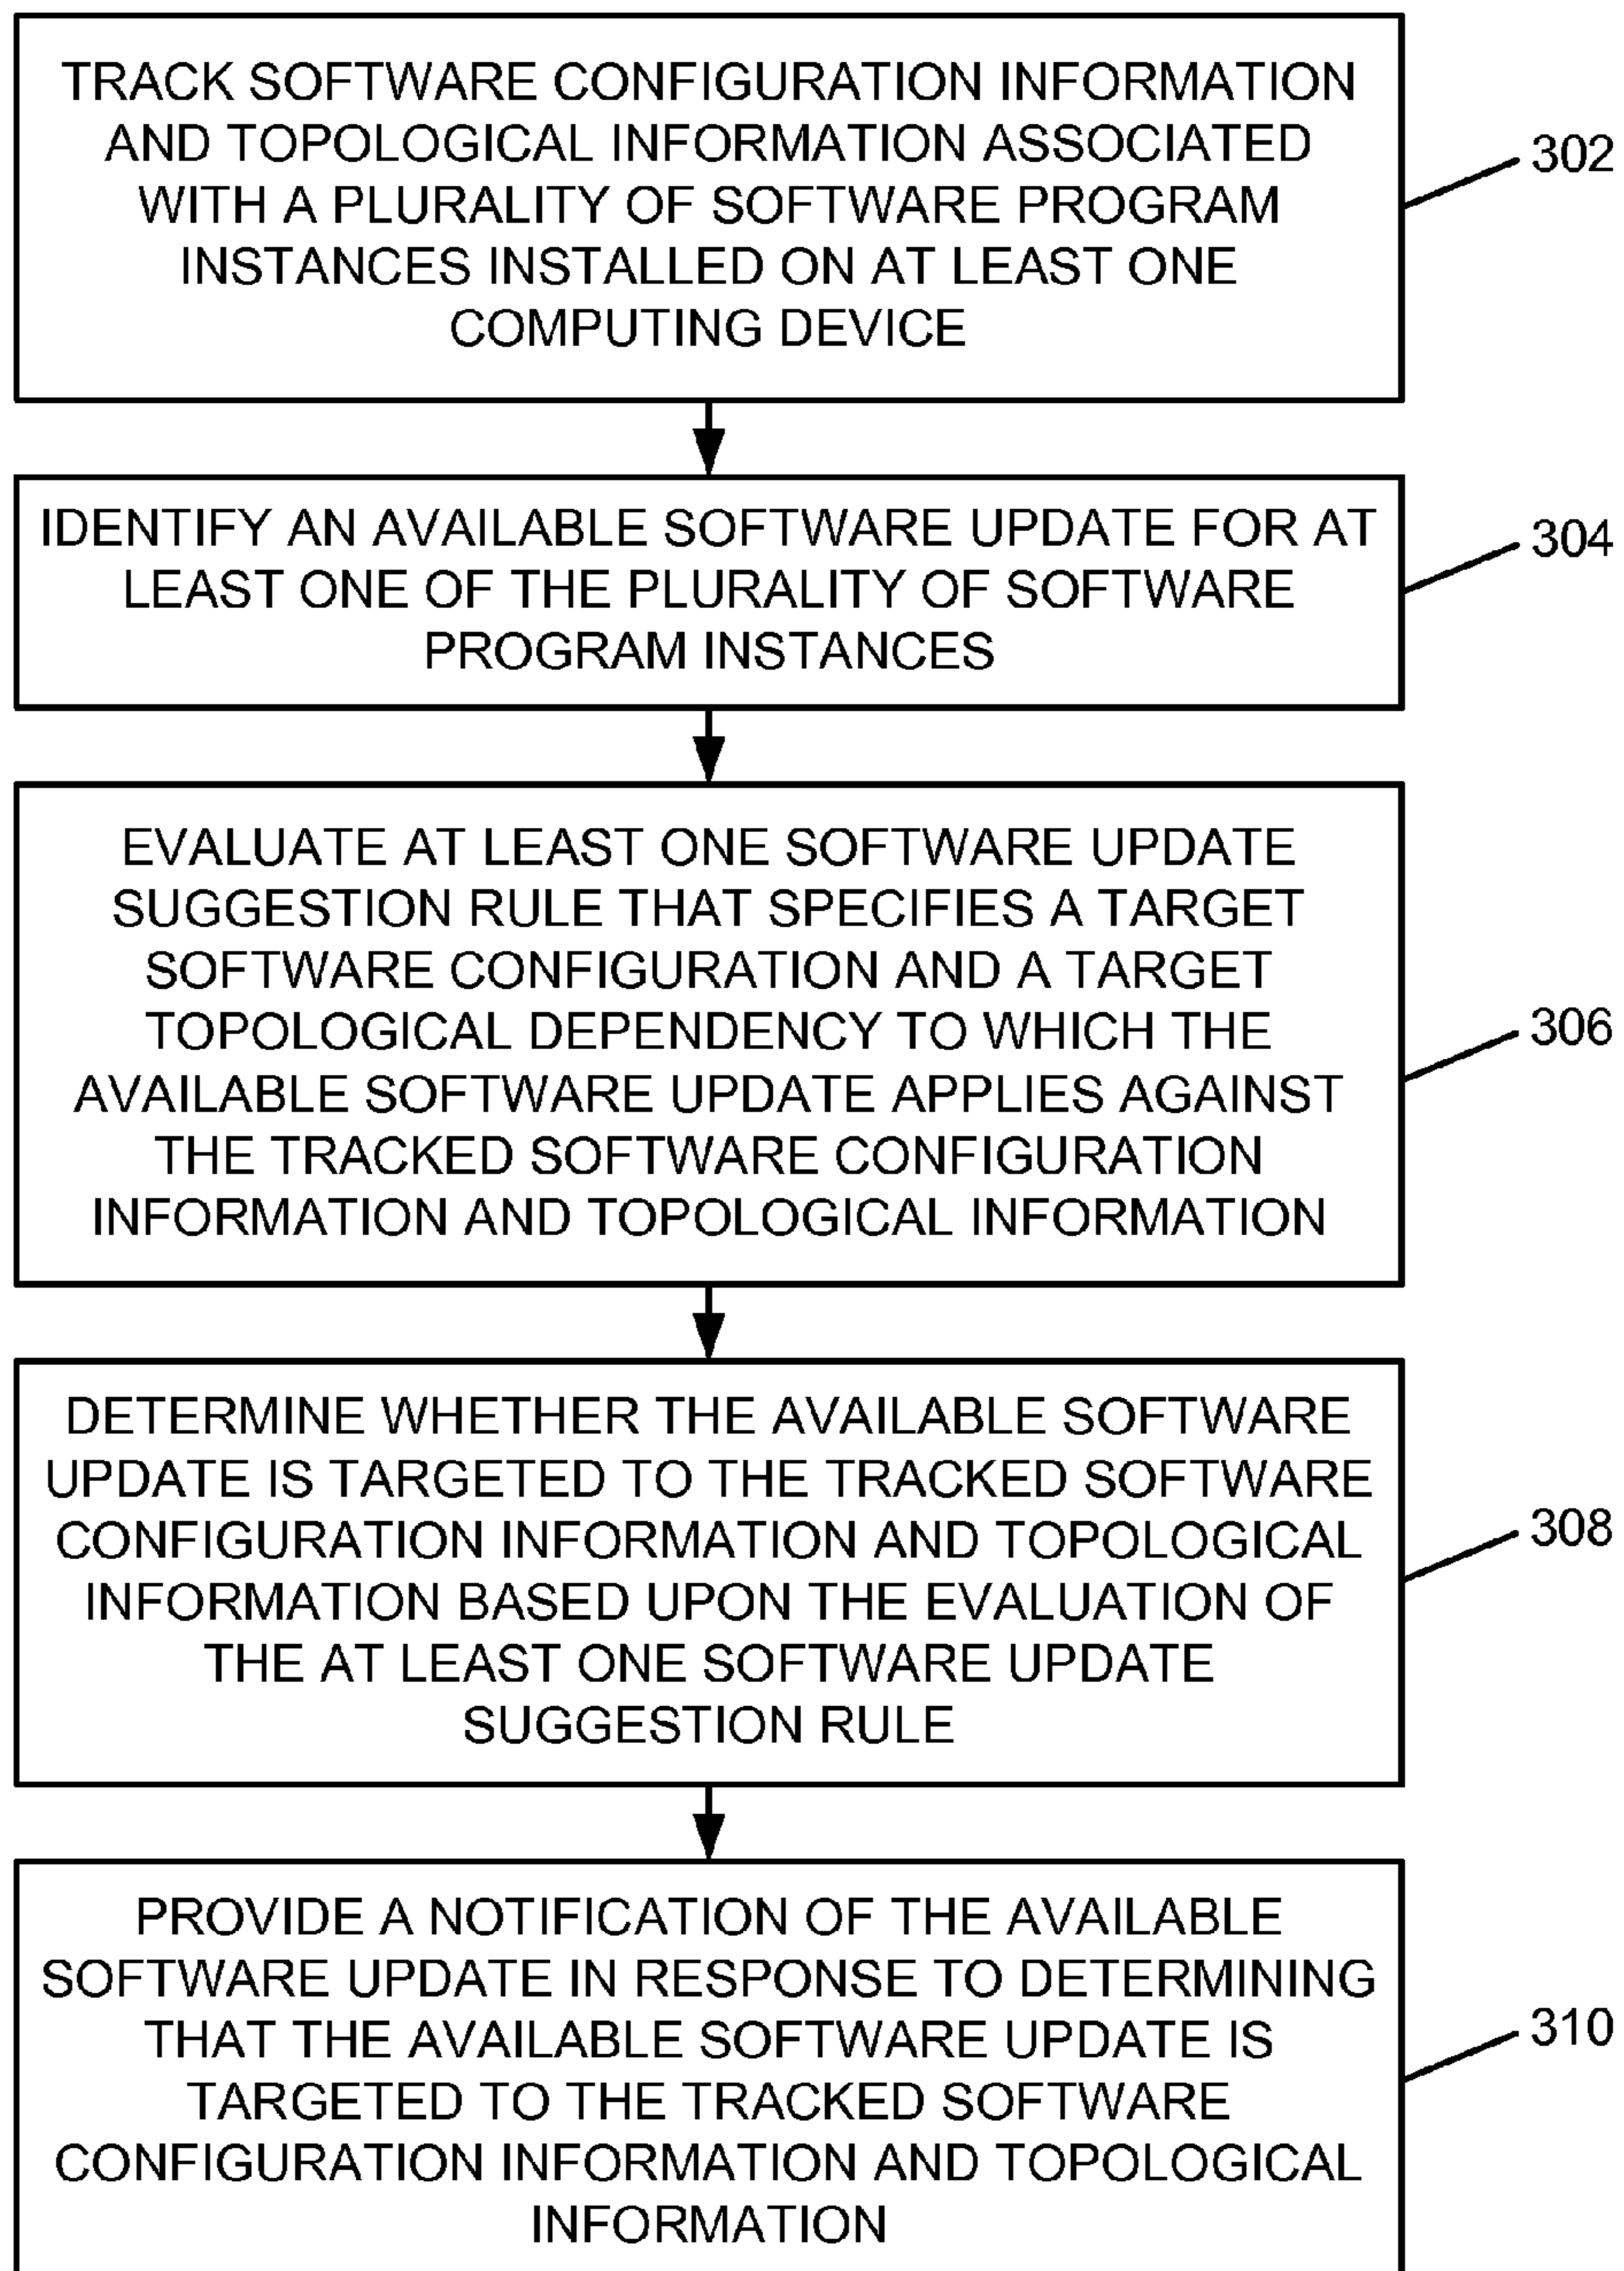 TRACK SOFTWARE CONFIGURATION INFORMATION
AND TOPOLOGICAL INFORMATION ASSOCIATED
WITH A PLURALITY OF SOFTWARE PROGRAM
INSTANCES INSTALLED ON AT LEAST ONE
COMPUTING DEVICE
302
IDENTIFY AN AVAILABLE SOFTWARE UPDATE FOR AT
LEAST ONE OF THE PLURALITY OF SOFTWARE
PROGRAM INSTANCES
304
EVALUATE AT LEAST ONE SOFTWARE UPDATE
SUGGESTION RULE THAT SPECIFIES A TARGET
SOFTWARE CONFIGURATION AND A TARGET
TOPOLOGICAL DEPENDENCY TO WHICH THE
AVAILABLE SOFTWARE UPDATE APPLIES AGAINST
THE TRACKED SOFTWARE CONFIGURATION
INFORMATION AND TOPOLOGICAL INFORMATION
306
DETERMINE WHETHER THE AVAILABLE SOFTWARE
UPDATE IS TARGETED TO THE TRACKED SOFTWARE
CONFIGURATION INFORMATION AND TOPOLOGICAL
INFORMATION BASED UPON THE EVALUATION OF
THE AT LEAST ONE SOFTWARE UPDATE
SUGGESTION RULE
308
PROVIDE A NOTIFICATION OF THE AVAILABLE
SOFTWARE UPDATE IN RESPONSE TO DETERMINING
THAT THE AVAILABLE SOFTWARE UPDATE IS
TARGETED TO THE TRACKED SOFTWARE
CONFIGURATION INFORMATION AND TOPOLOGICAL
INFORMATION
310